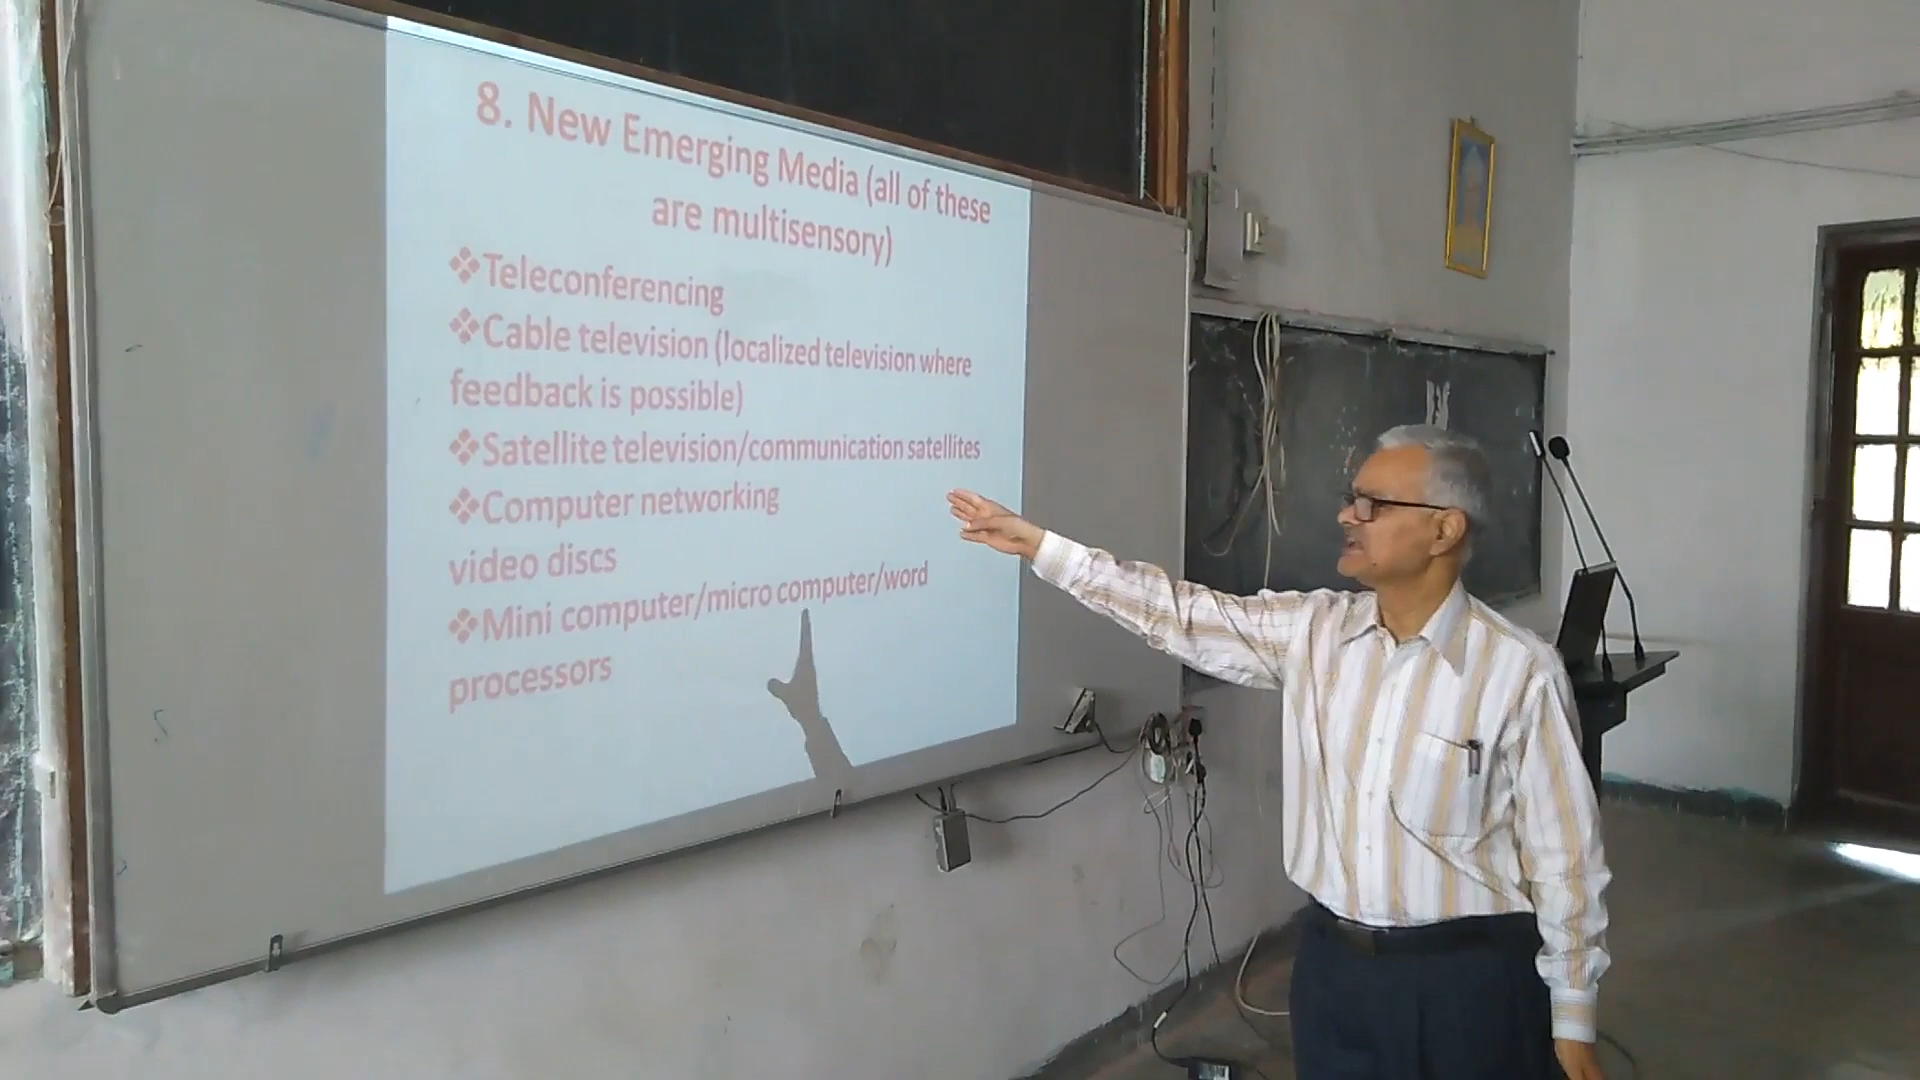 8. New Emerging Media (all of these
are multisensory)
❖Teleconferencing
❖Cable television (localized television where
feedback is possible)
❖Satellite television/communication satellites
❖Computer networking
video discs
❖Mini computer/micro computer/word
processors